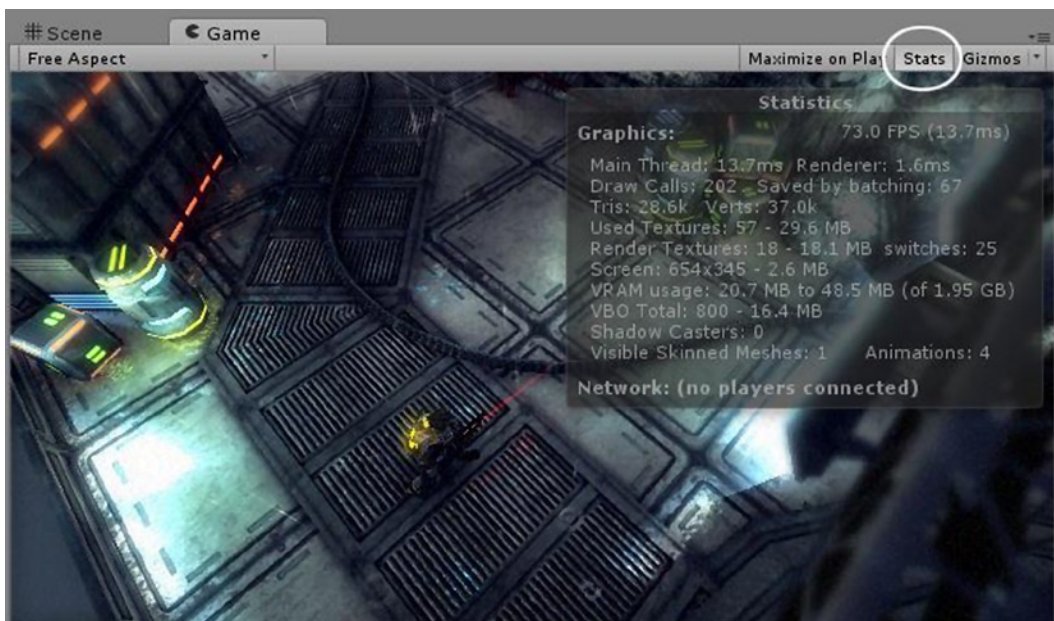 Scene
Game
Free Aspect
Maximize on Play
Stats
Gizmos
Statistics
Graphics: 73.0 FPS (13.7ms)
Main Thread: 13.7ms Renderer: 1.6ms
Draw Calls: 202 Saved by batching: 67
Tris: 28.6k Verts: 37.0k
Used Textures: 57 - 29.6 MB
Render Textures: 18 - 18.1 MB switches: 25
Screen: 654x345 - 2.6 MB
VRAM usage: 20.7 MB to 48.5 MB (of 1.95 GB)
VBO Total: 800 - 16.4 MB
Shadow Casters: 0
Visible Skinned Meshes: 1 Animations: 4
Network: (no players connected)